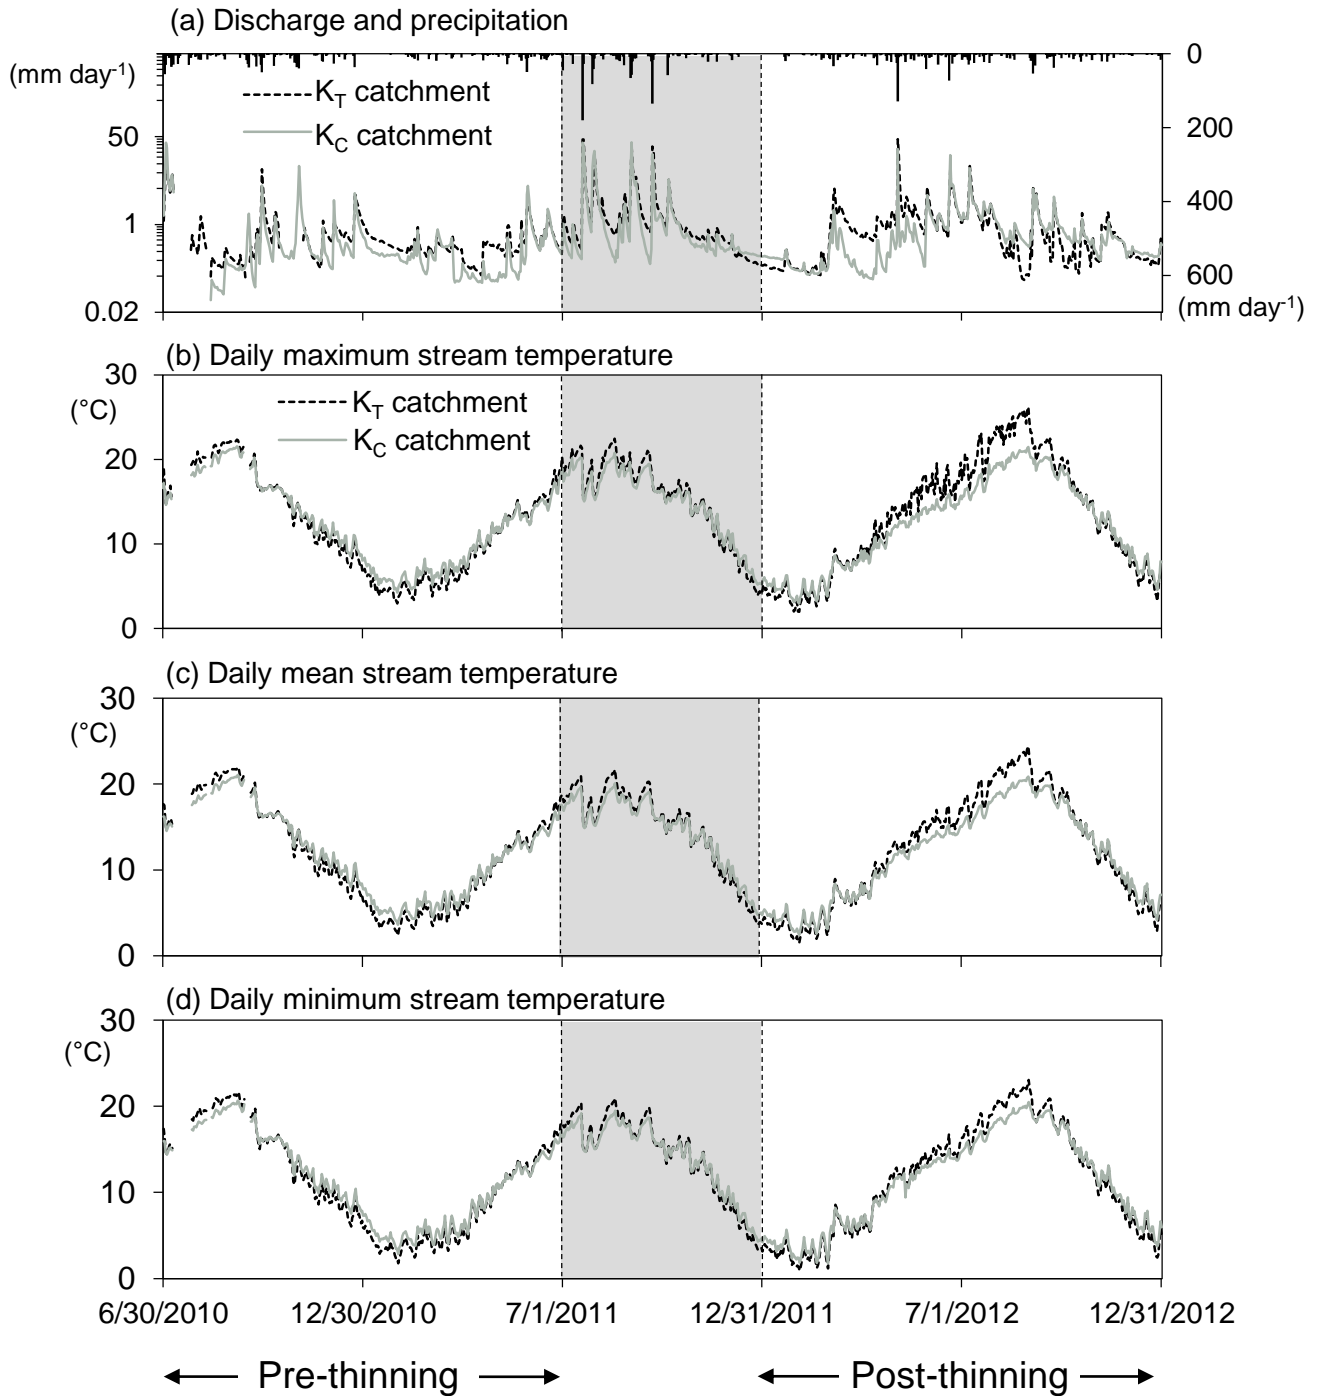 (a) Discharge and precipitation
(mm day-1)
0
K_T catchment
K_C catchment
50
200
1
400
600
0.02
(mm day-1)
(b) Daily maximum stream temperature
30
(°C)
K_T catchment
K_C catchment
20
10
0
(c) Daily mean stream temperature
30
(°C)
20
10
0
(d) Daily minimum stream temperature
30
(°C)
20
10
0
6/30/2010 12/30/2010 7/1/2011 12/31/2011 7/1/2012 12/31/2012
Pre-thinning Post-thinning